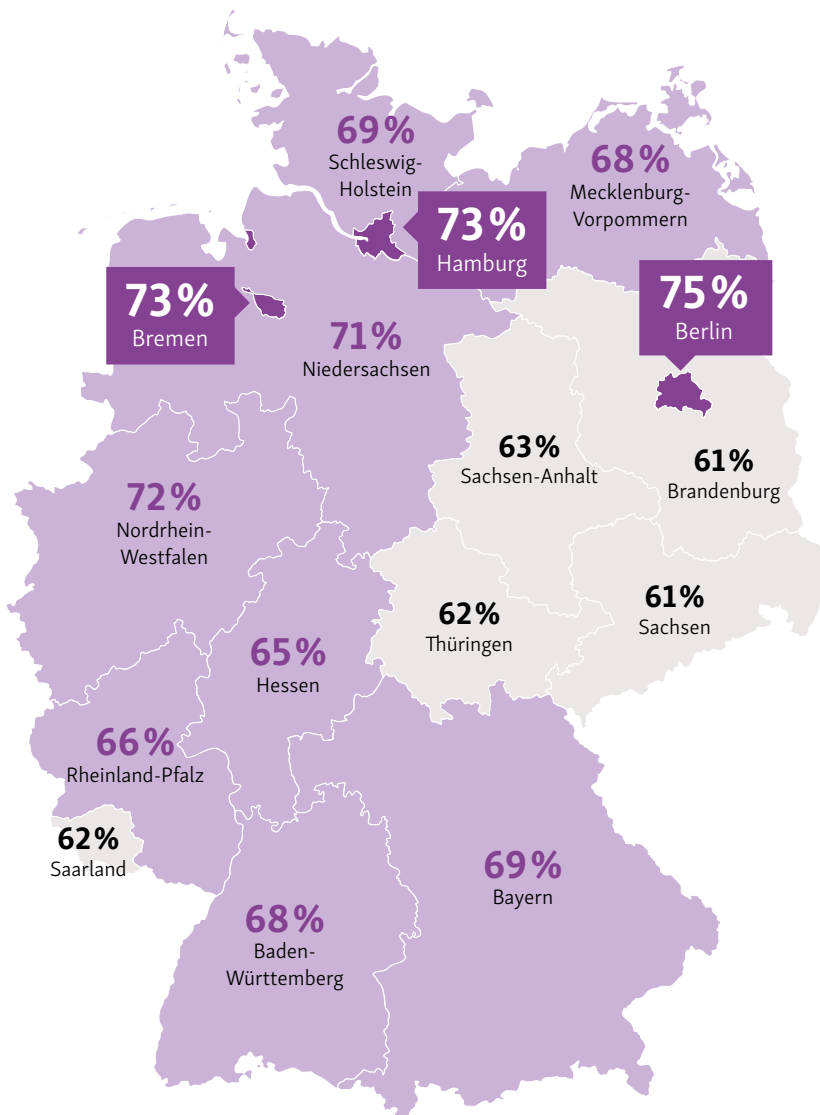 69%
Schleswig-
Holstein
68%
Mecklenburg-
Vorpommern
73%
Hamburg
73%
Bremen
75%
Berlin
71%
Niedersachsen
63%
Sachsen-Anhalt
61%
Brandenburg
72%
Nordrhein-
Westfalen
62%
Thüringen
61%
Sachsen
65%
Hessen
66%
Rheinland-Pfalz
62%
Saarland
69%
Bayern
68%
Baden-
Württemberg